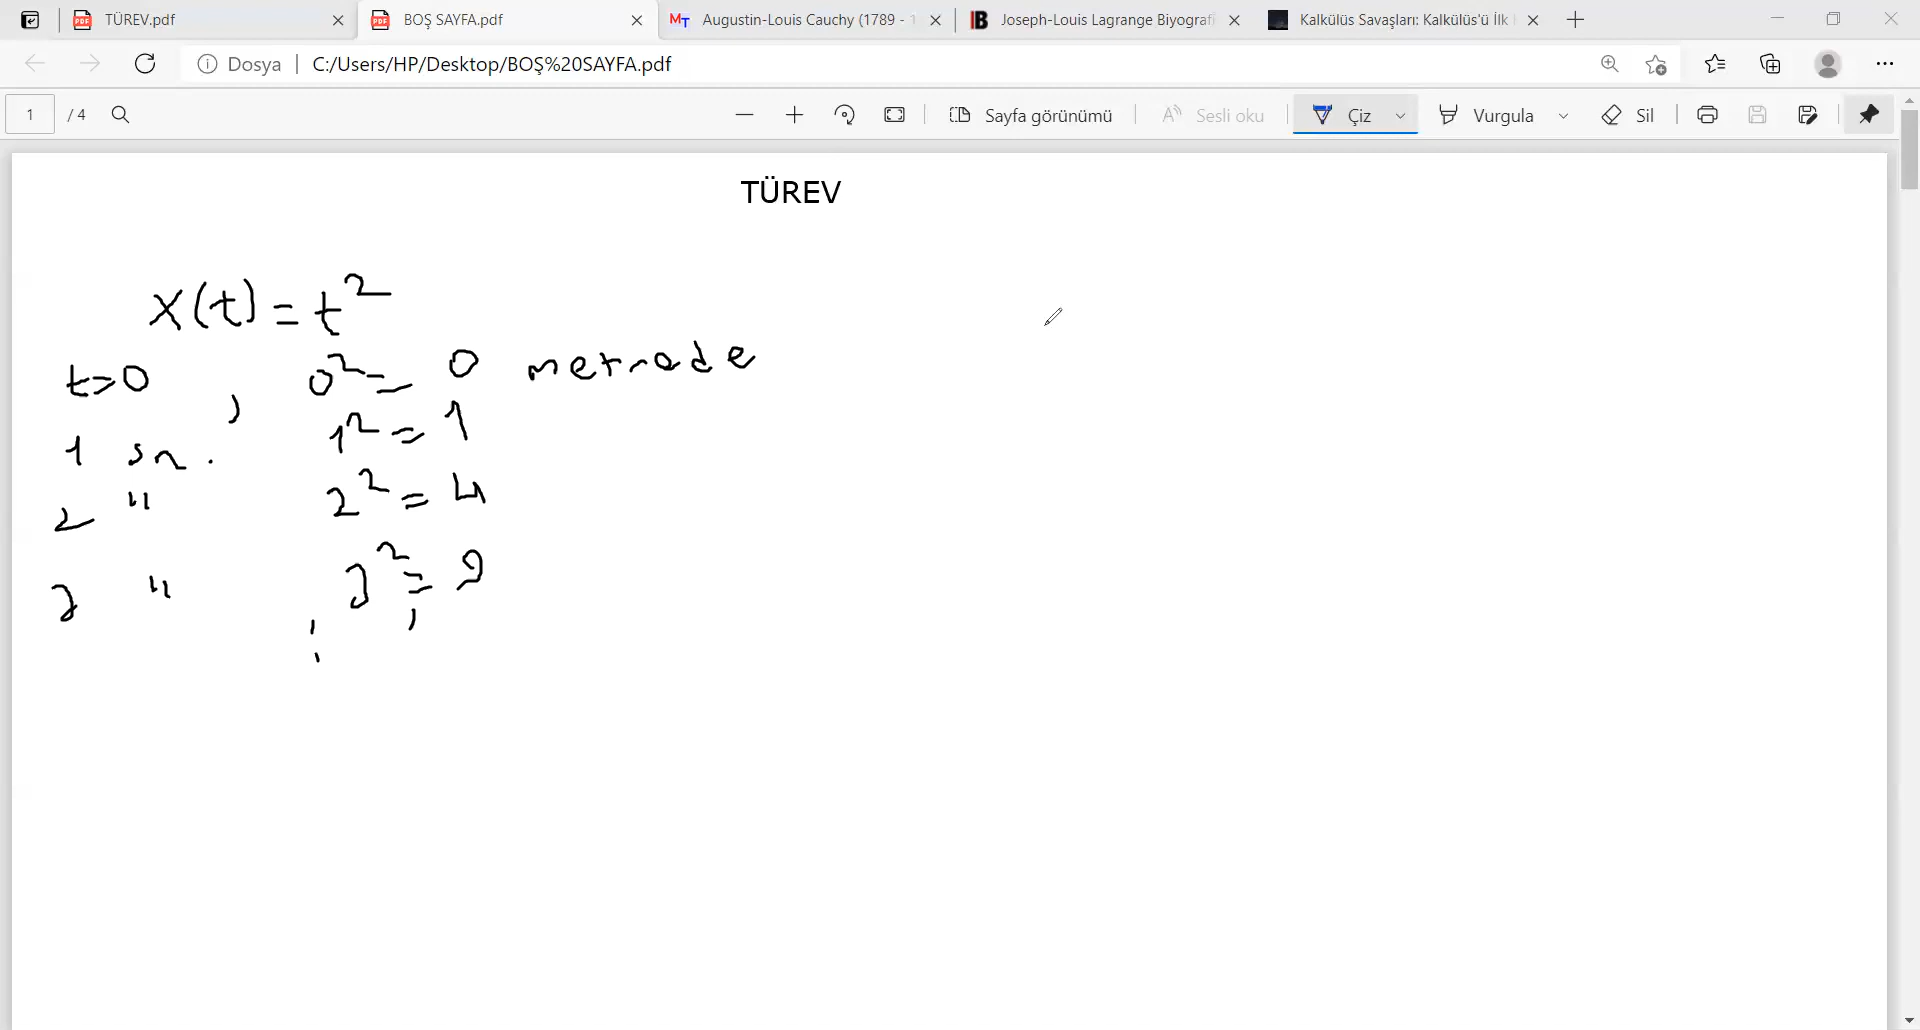 TÜREV.pdf
BOŞ SAYFA.pdf
Augustin-Louis Cauchy (1789 - 1
Joseph-Louis Lagrange Biyografi
Kalkülüs Savaşları: Kalkülüs'ü İlk
Dosya
C:/Users/HP/Desktop/BOŞ%20SAYFA.pdf
1 / 4
Sayfa görünümü
Sesli oku
Çiz
Vurgula
Sil
TÜREV
x(t) = t²
t=0 , 0² = 0 metrede
1 sn. 1² = 1
2 " 2² = 4
3 " 3² = 9